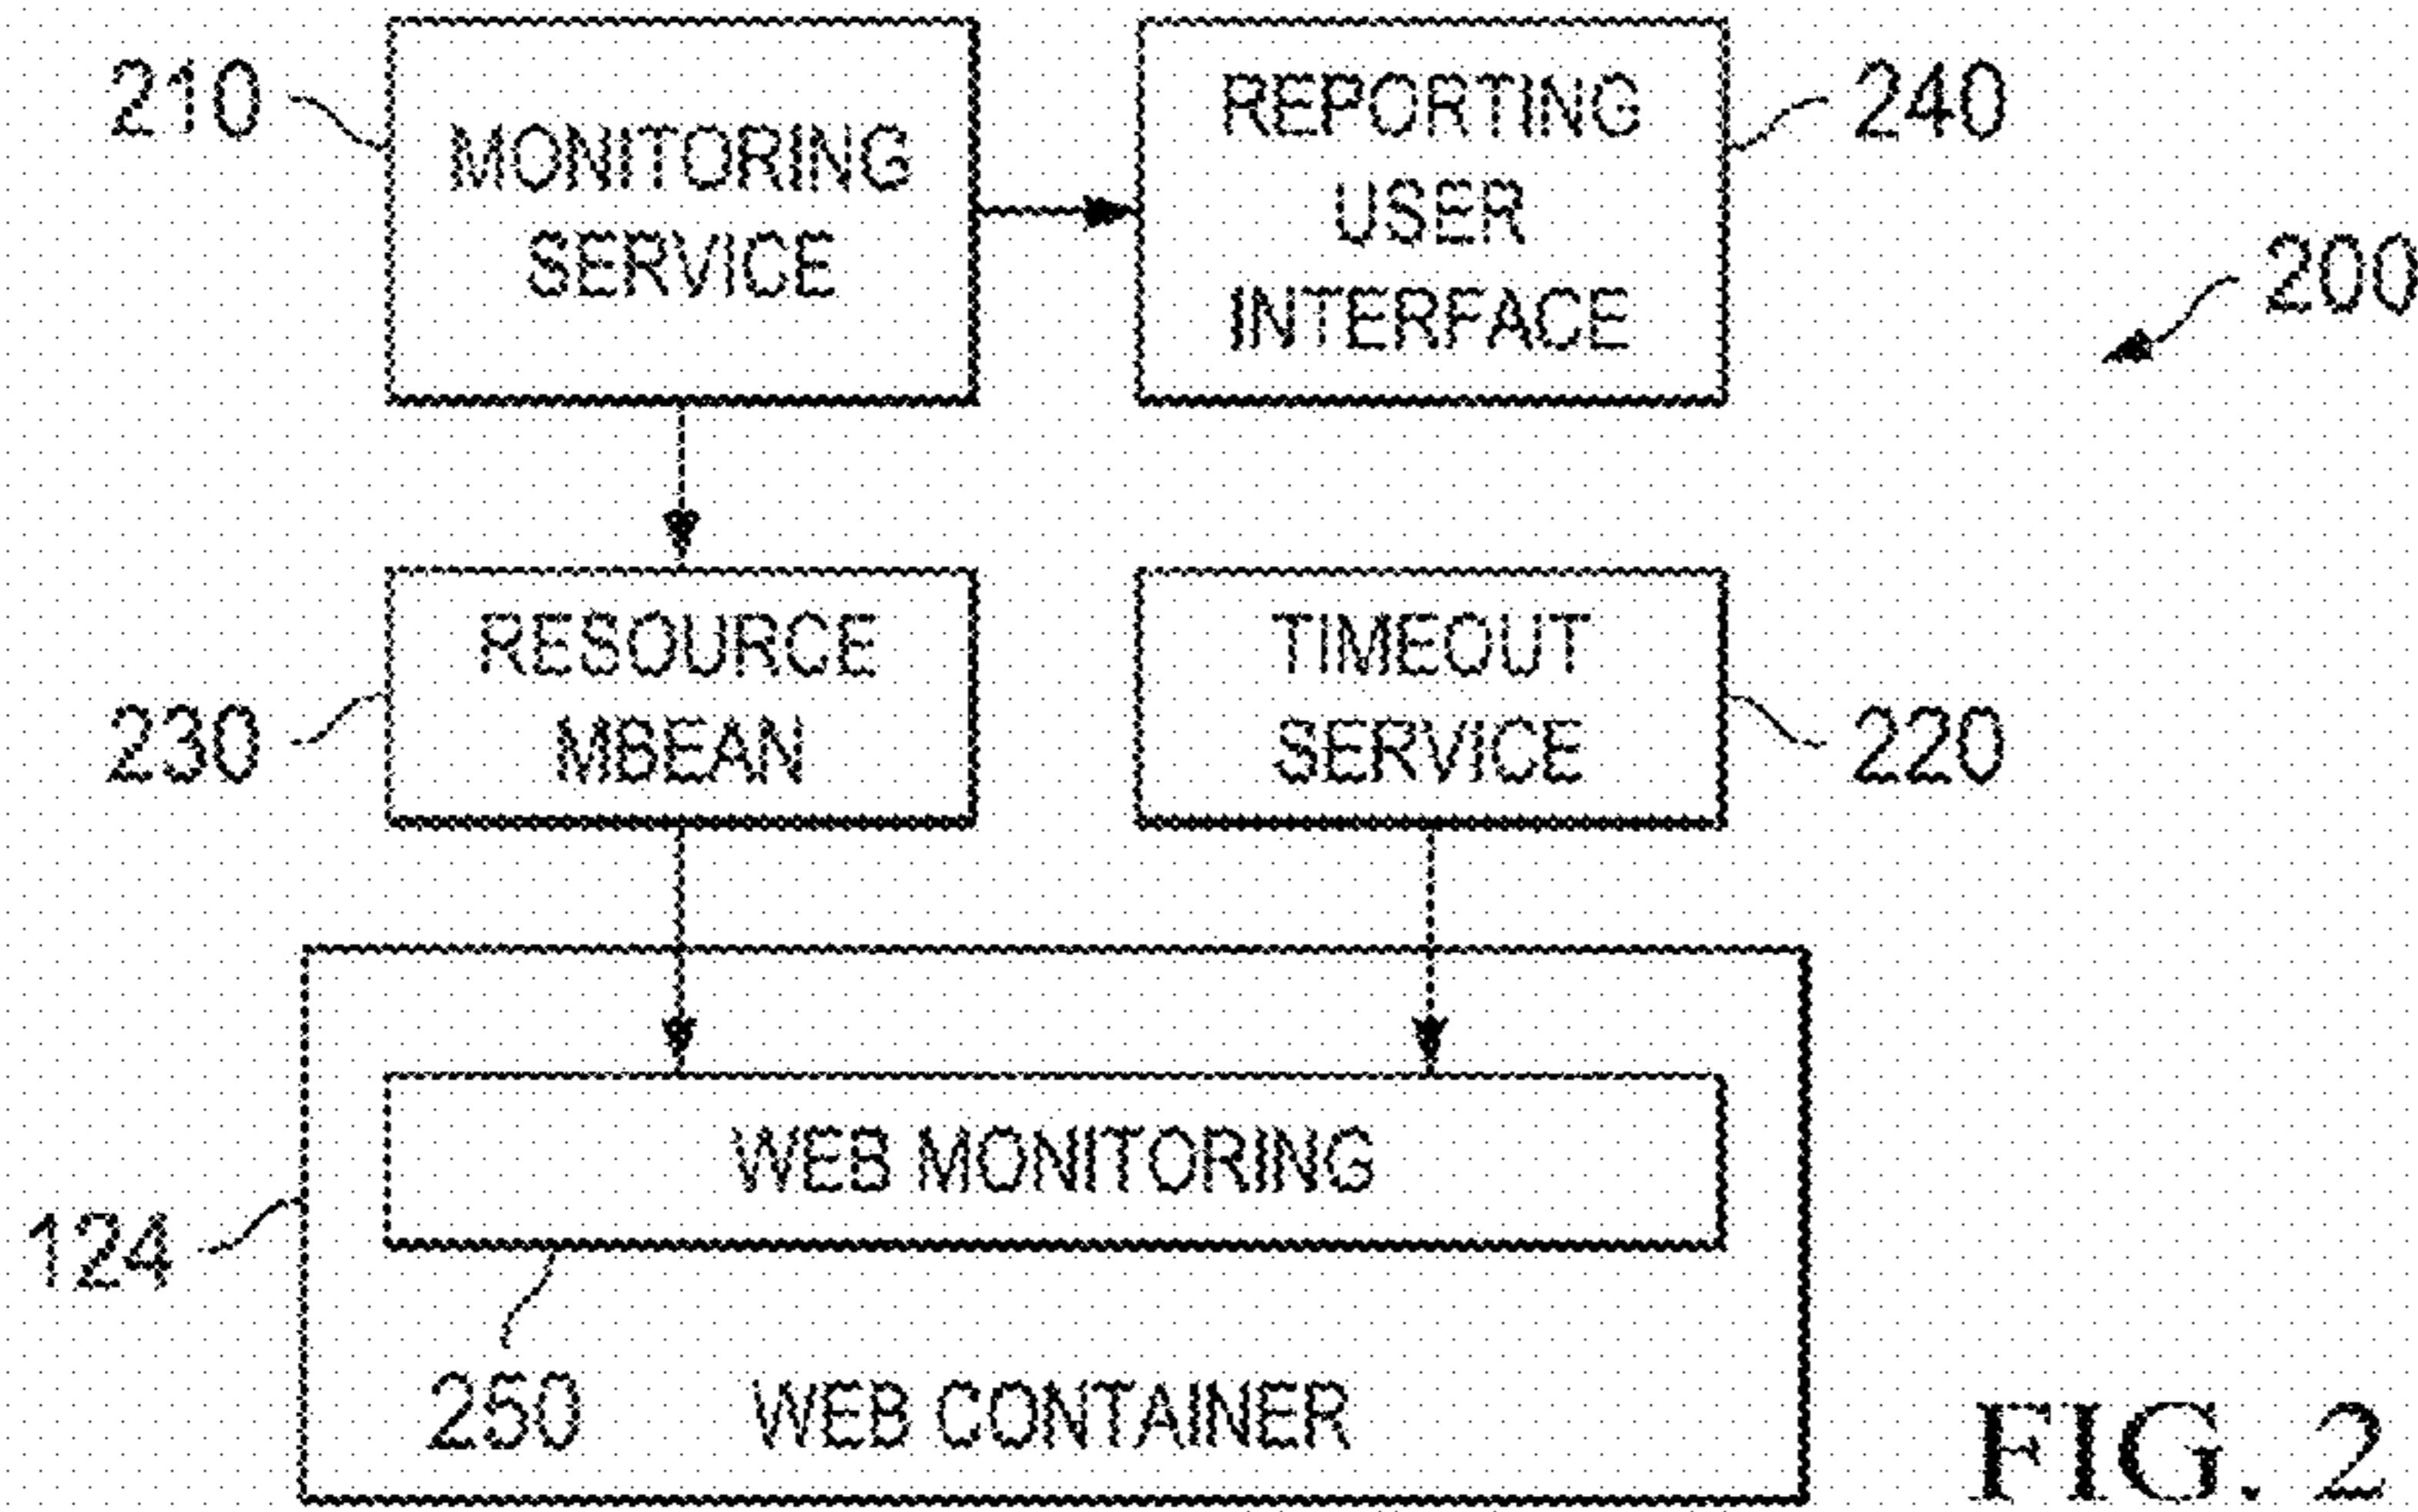 210
MONITORING
SERVICE
REPORTING
USER
INTERFACE
240
200
230
RESOURCE
MBEAN
TIMEOUT
SERVICE
220
WEB MONITORING
124
250
WEB CONTAINER
FIG. 2